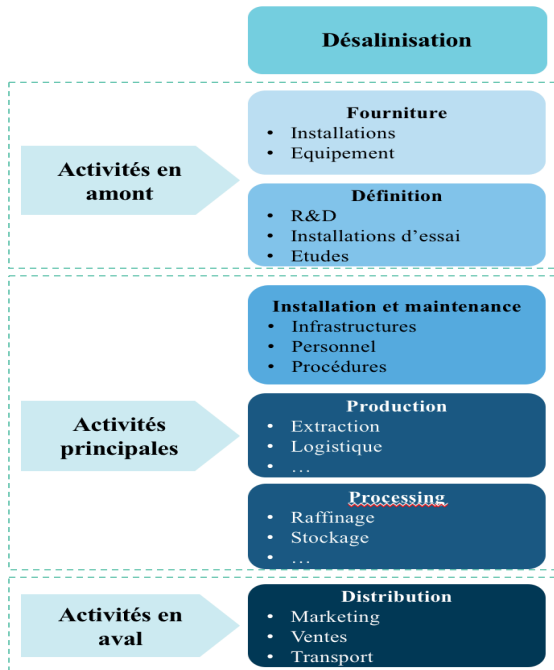 Désalinisation
Activités en
amont
Fourniture
• Installations
• Equipement
Définition
• R&D
• Installations d'essai
• Etudes
Activités
principales
Installation et maintenance
• Infrastructures
• Personnel
• Procédures
Production
• Extraction
• Logistique
• …
Processing
• Raffinage
• Stockage
• …
Activités en
aval
Distribution
• Marketing
• Ventes
• Transport